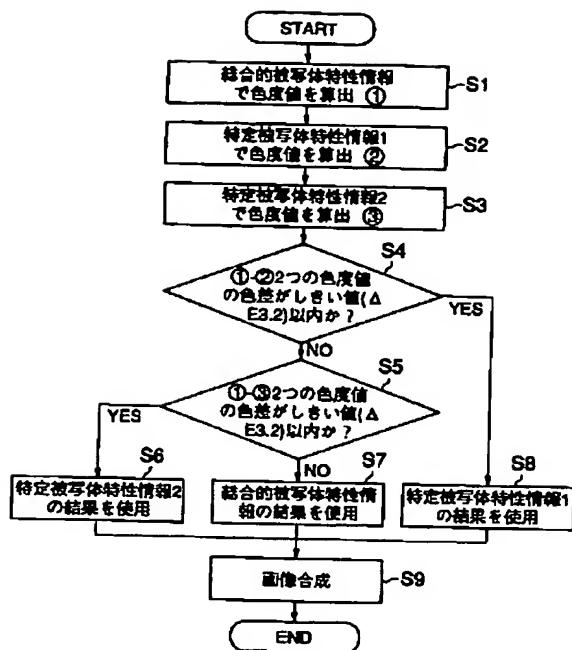 START
総合的被写体特性情報
で色度値を算出 ①
S1
特定被写体特性情報1
で色度値を算出 ②
S2
特定被写体特性情報2
で色度値を算出 ③
S3
S4
①-②2つの色度値
の色差がしきい値(Δ
E3.2)以内か？
YES
NO
S5
①-③2つの色度値
の色差がしきい値(Δ
E3.2)以内か？
YES
NO
S6
特定被写体特性情報2
の結果を使用
S7
総合的被写体特性情
報の結果を使用
S8
特定被写体特性情報1
の結果を使用
画像合成
S9
END